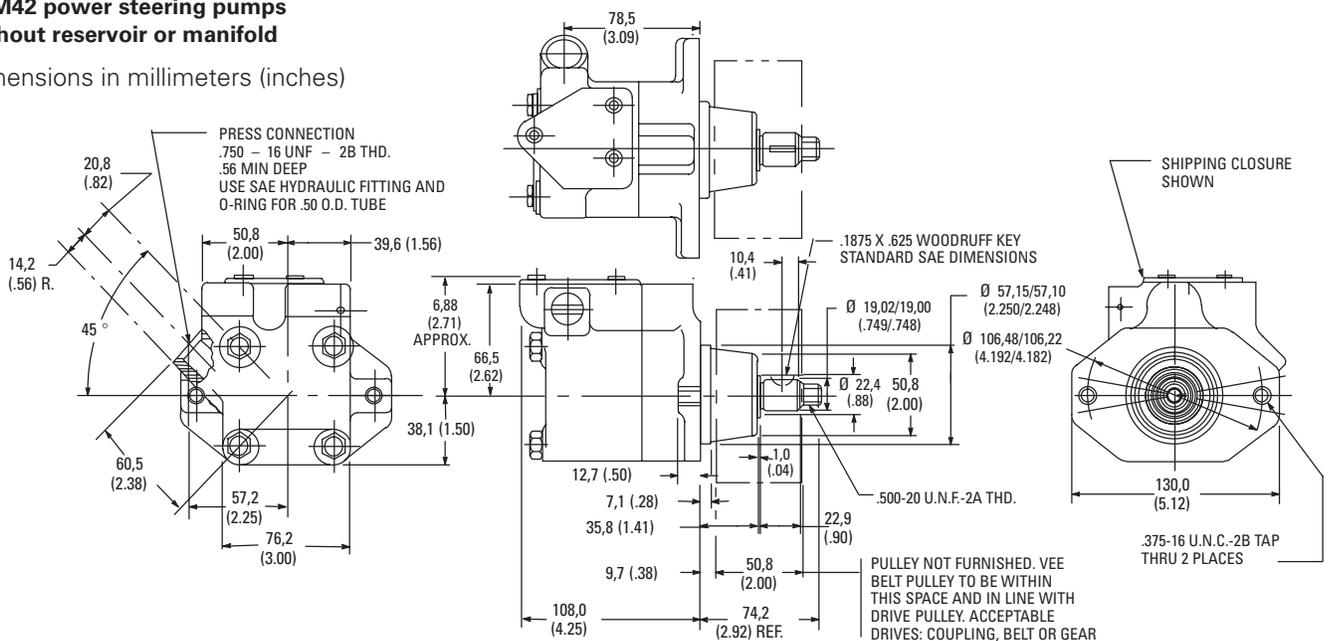 M42 power steering pumps
hout reservoir or manifold
mensions in millimeters (inches)
78,5
(3.09)
PRESS CONNECTION
.750 – 16 UNF – 2B THD.
.56 MIN DEEP
USE SAE HYDRAULIC FITTING AND
O-RING FOR .50 O.D. TUBE
20,8
(.82)
14,2
(.56) R.
45 °
50,8
(2.00)
39,6 (1.56)
38,1 (1.50)
60,5
(2.38)
57,2
(2.25)
76,2
(3.00)
6,88
(2.71)
APPROX.
66,5
(2.62)
10,4
(.41)
.1875 X .625 WOODRUFF KEY
STANDARD SAE DIMENSIONS
Ø 19,02/19,00
(.749/.748)
Ø 57,15/57,10
(2.250/2.248)
Ø 106,48/106,22
(4.192/4.182)
Ø 22,4
(.88)
50,8
(2.00)
1,0
(.04)
12,7 (.50)
7,1 (.28)
35,8 (1.41)
22,9
(.90)
.500-20 U.N.F.-2A THD.
9,7 (.38)
50,8
(2.00)
108,0
(4.25)
74,2
(2.92) REF.
PULLEY NOT FURNISHED. VEE
BELT PULLEY TO BE WITHIN
THIS SPACE AND IN LINE WITH
DRIVE PULLEY. ACCEPTABLE
DRIVES: COUPLING, BELT OR GEAR
SHIPPING CLOSURE
SHOWN
130,0
(5.12)
.375-16 U.N.C.-2B TAP
THRU 2 PLACES